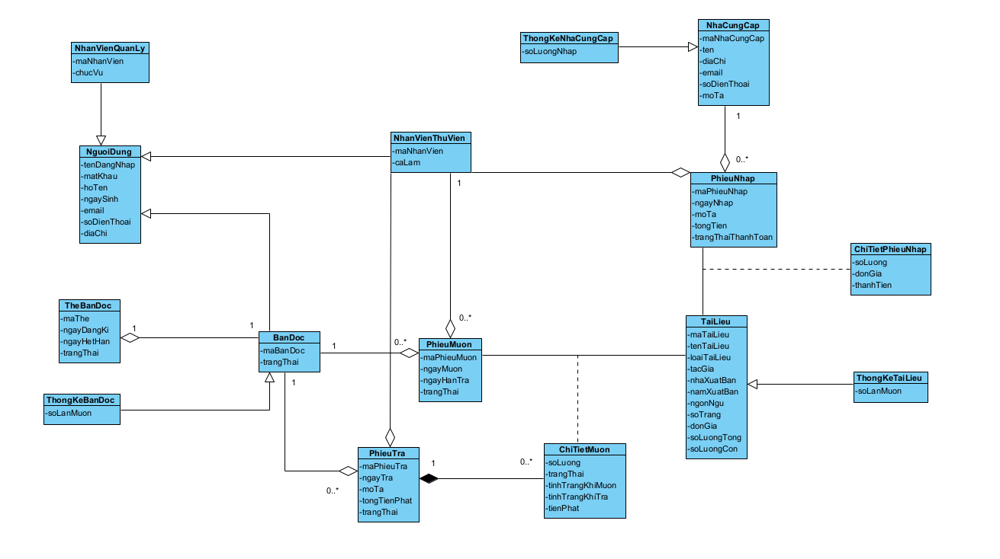 NhaCungCap
-maNhaCungCap
-ten
-diaChi
-email
-soDienThoai
-moTa
ThongKeNhaCungCap
-soLuongNhap
NhanVienQuanLy
-maNhanVien
-chucVu
1
0..*
NhanVienThuVien
-maNhanVien
-caLam
1
0..*
NguoiDung
-tenDangNhap
-matKhau
-hoTen
-ngaySinh
-email
-soDienThoai
-diaChi
PhieuNhap
-maPhieuNhap
-ngayNhap
-moTa
-tongTien
-trangThaiThanhToan
ChiTietPhieuNhap
-soLuong
-donGia
-thanhTien
TheBanDoc
-maThe
-ngayDangKi
-ngayHetHan
-trangThai
1
1
BanDoc
-maBanDoc
-trangThai
1
0..*
1
0..*
PhieuMuon
-maPhieuMuon
-ngayMuon
-ngayHanTra
-trangThai
TaiLieu
-maTaiLieu
-tenTaiLieu
-loaiTaiLieu
-tacGia
-nhaXuatBan
-namXuatBan
-ngonNgu
-soTrang
-donGia
-soLuongTong
-soLuongCon
ThongKeTaiLieu
-soLanMuon
ThongKeBanDoc
-soLanMuon
PhieuTra
-maPhieuTra
-ngayTra
-moTa
-tongTienPhat
-trangThai
1
0..*
ChiTietMuon
-soLuong
-trangThai
-tinhTrangKhiMuon
-tinhTrangKhiTra
-tienPhat